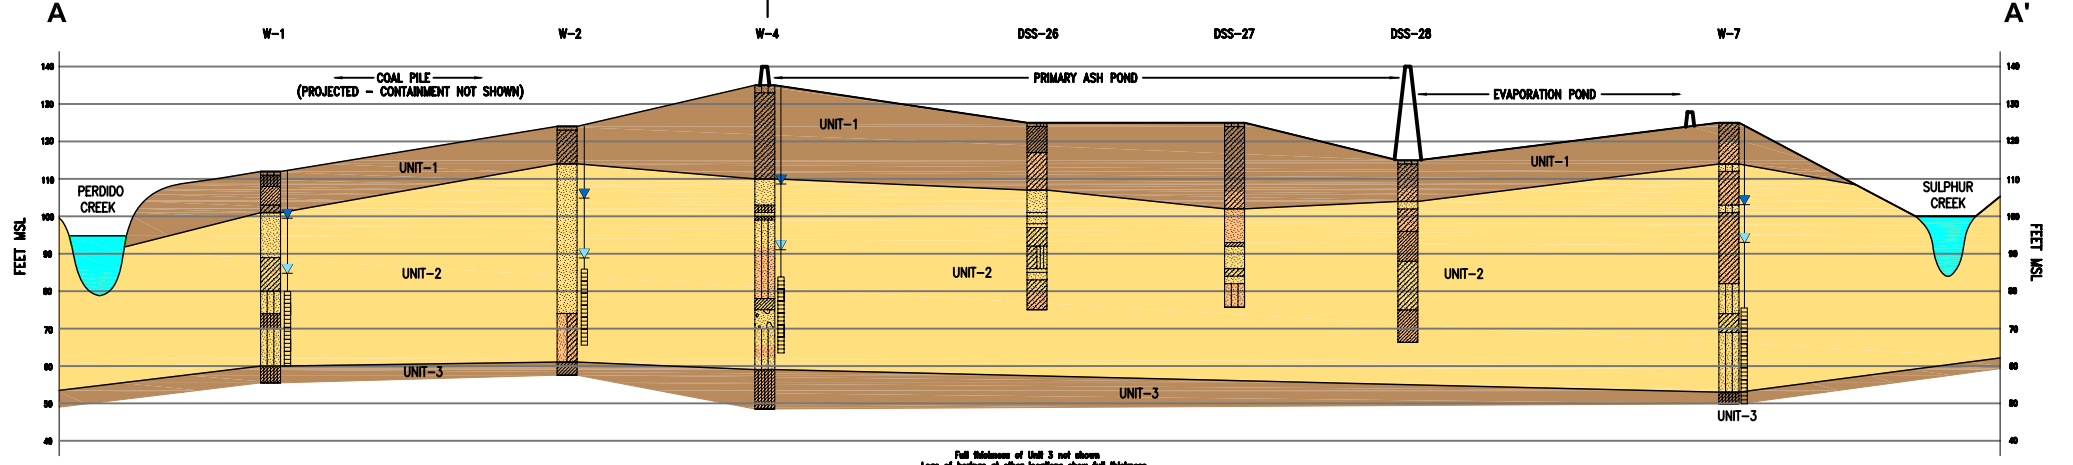 A A'
W-1 W-2 W-4 DSS-26 DSS-27 DSS-28 W-7
140 140
COAL PILE PRIMARY ASH POND
(PROJECTED - CONTAINMENT NOT SHOWN) EVAPORATION POND
130 130
UNIT-1
120 120
UNIT-1 UNIT-1
110 110
PERDIDO CREEK
SULPHUR CREEK
100 100
FEET MSL FEET MSL
90 90
UNIT-2 UNIT-2 UNIT-2
80 80
70 70
60 60
UNIT-3
UNIT-3
50 50
UNIT-3
40 40
Full thickness of Unit 3 not shown